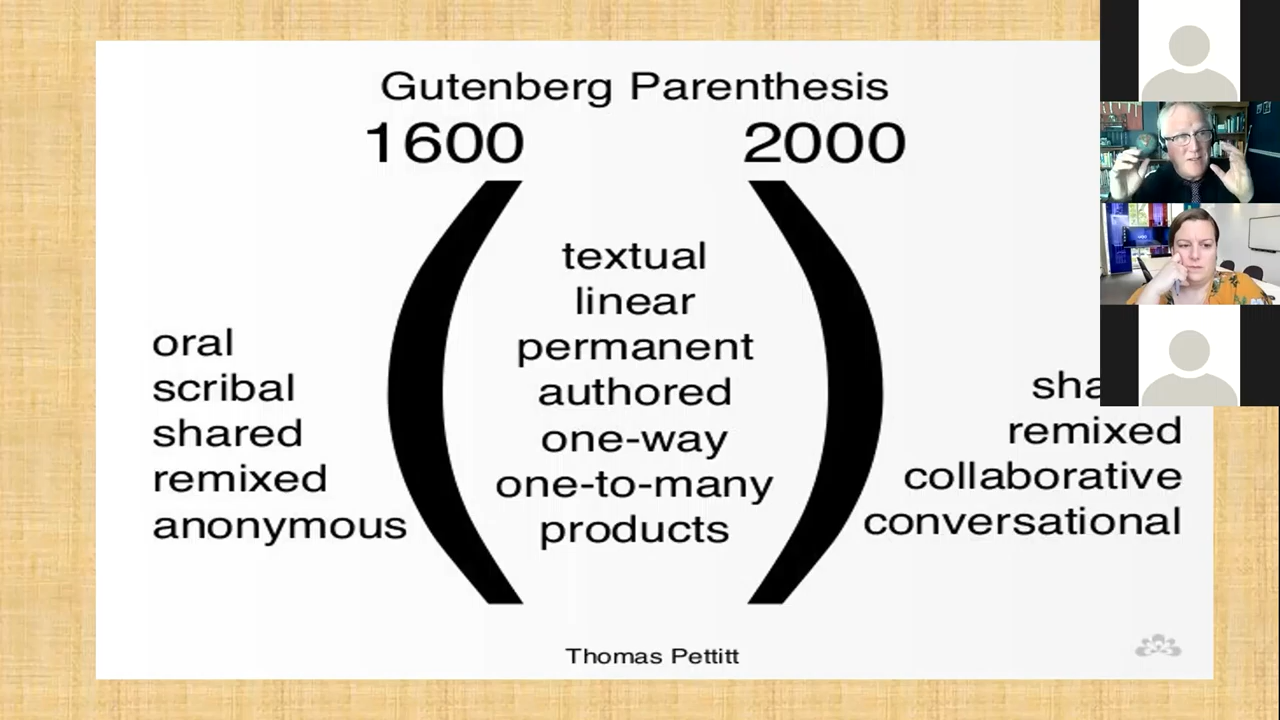 Gutenberg Parenthesis
1600 2000
oral
scribal
shared
remixed
anonymous
textual
linear
permanent
authored
one-way
one-to-many
products
remixed
collaborative
conversational
Thomas Pettitt